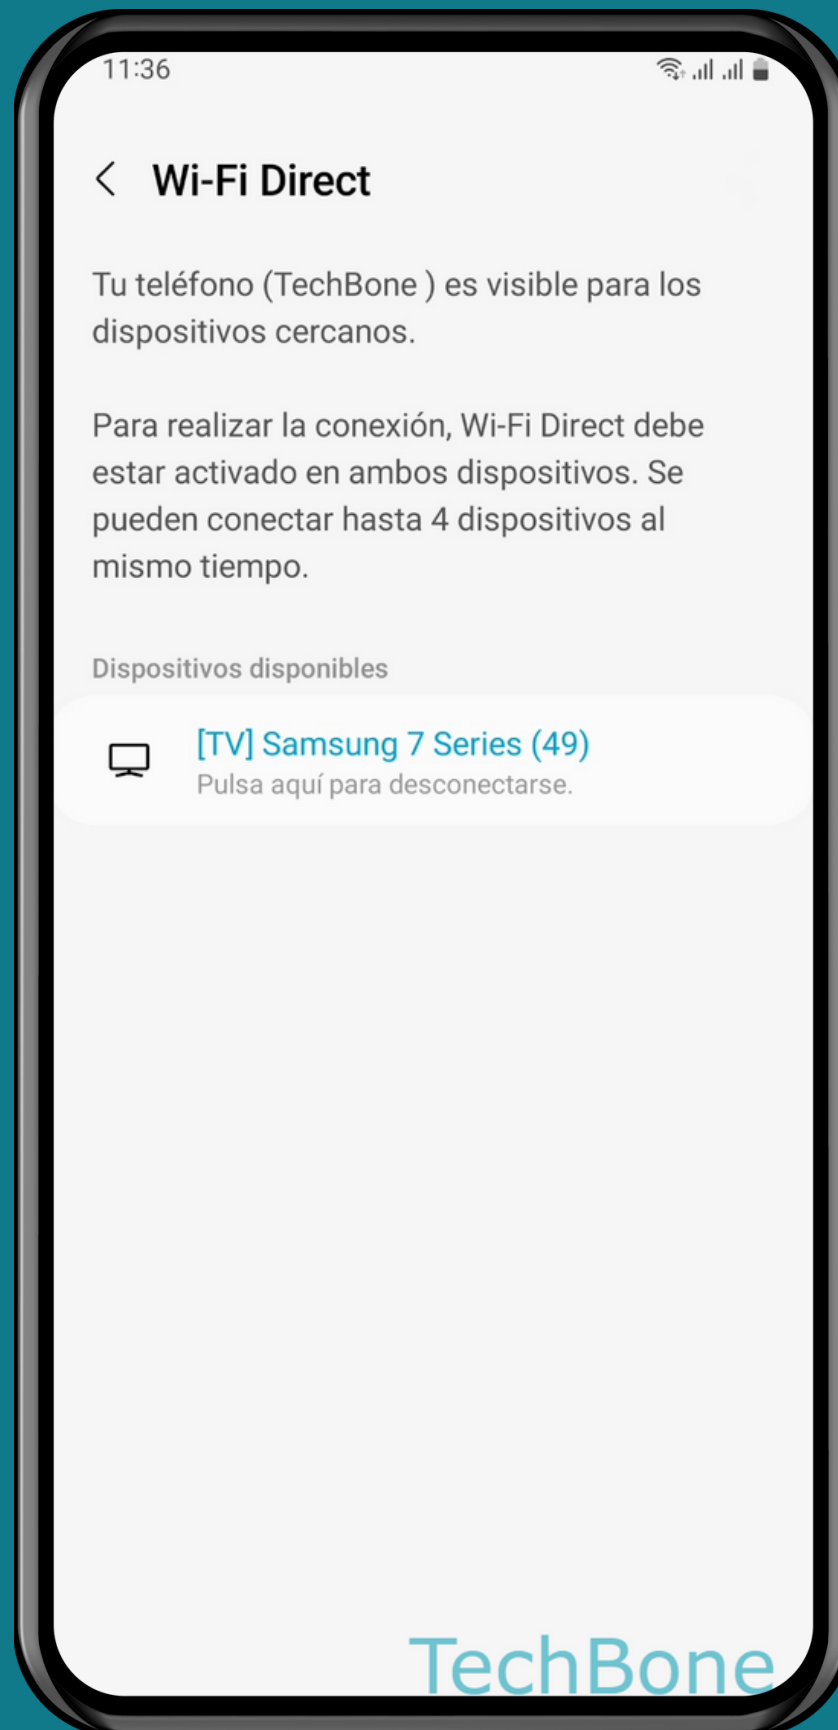 11:36
Wi-Fi Direct
Tu teléfono (TechBone ) es visible para los
dispositivos cercanos.
Para realizar la conexión, Wi-Fi Direct debe
estar activado en ambos dispositivos. Se
pueden conectar hasta 4 dispositivos al
mismo tiempo.
Dispositivos disponibles
[TV] Samsung 7 Series (49)
Pulsa aquí para desconectarse.
TechBone